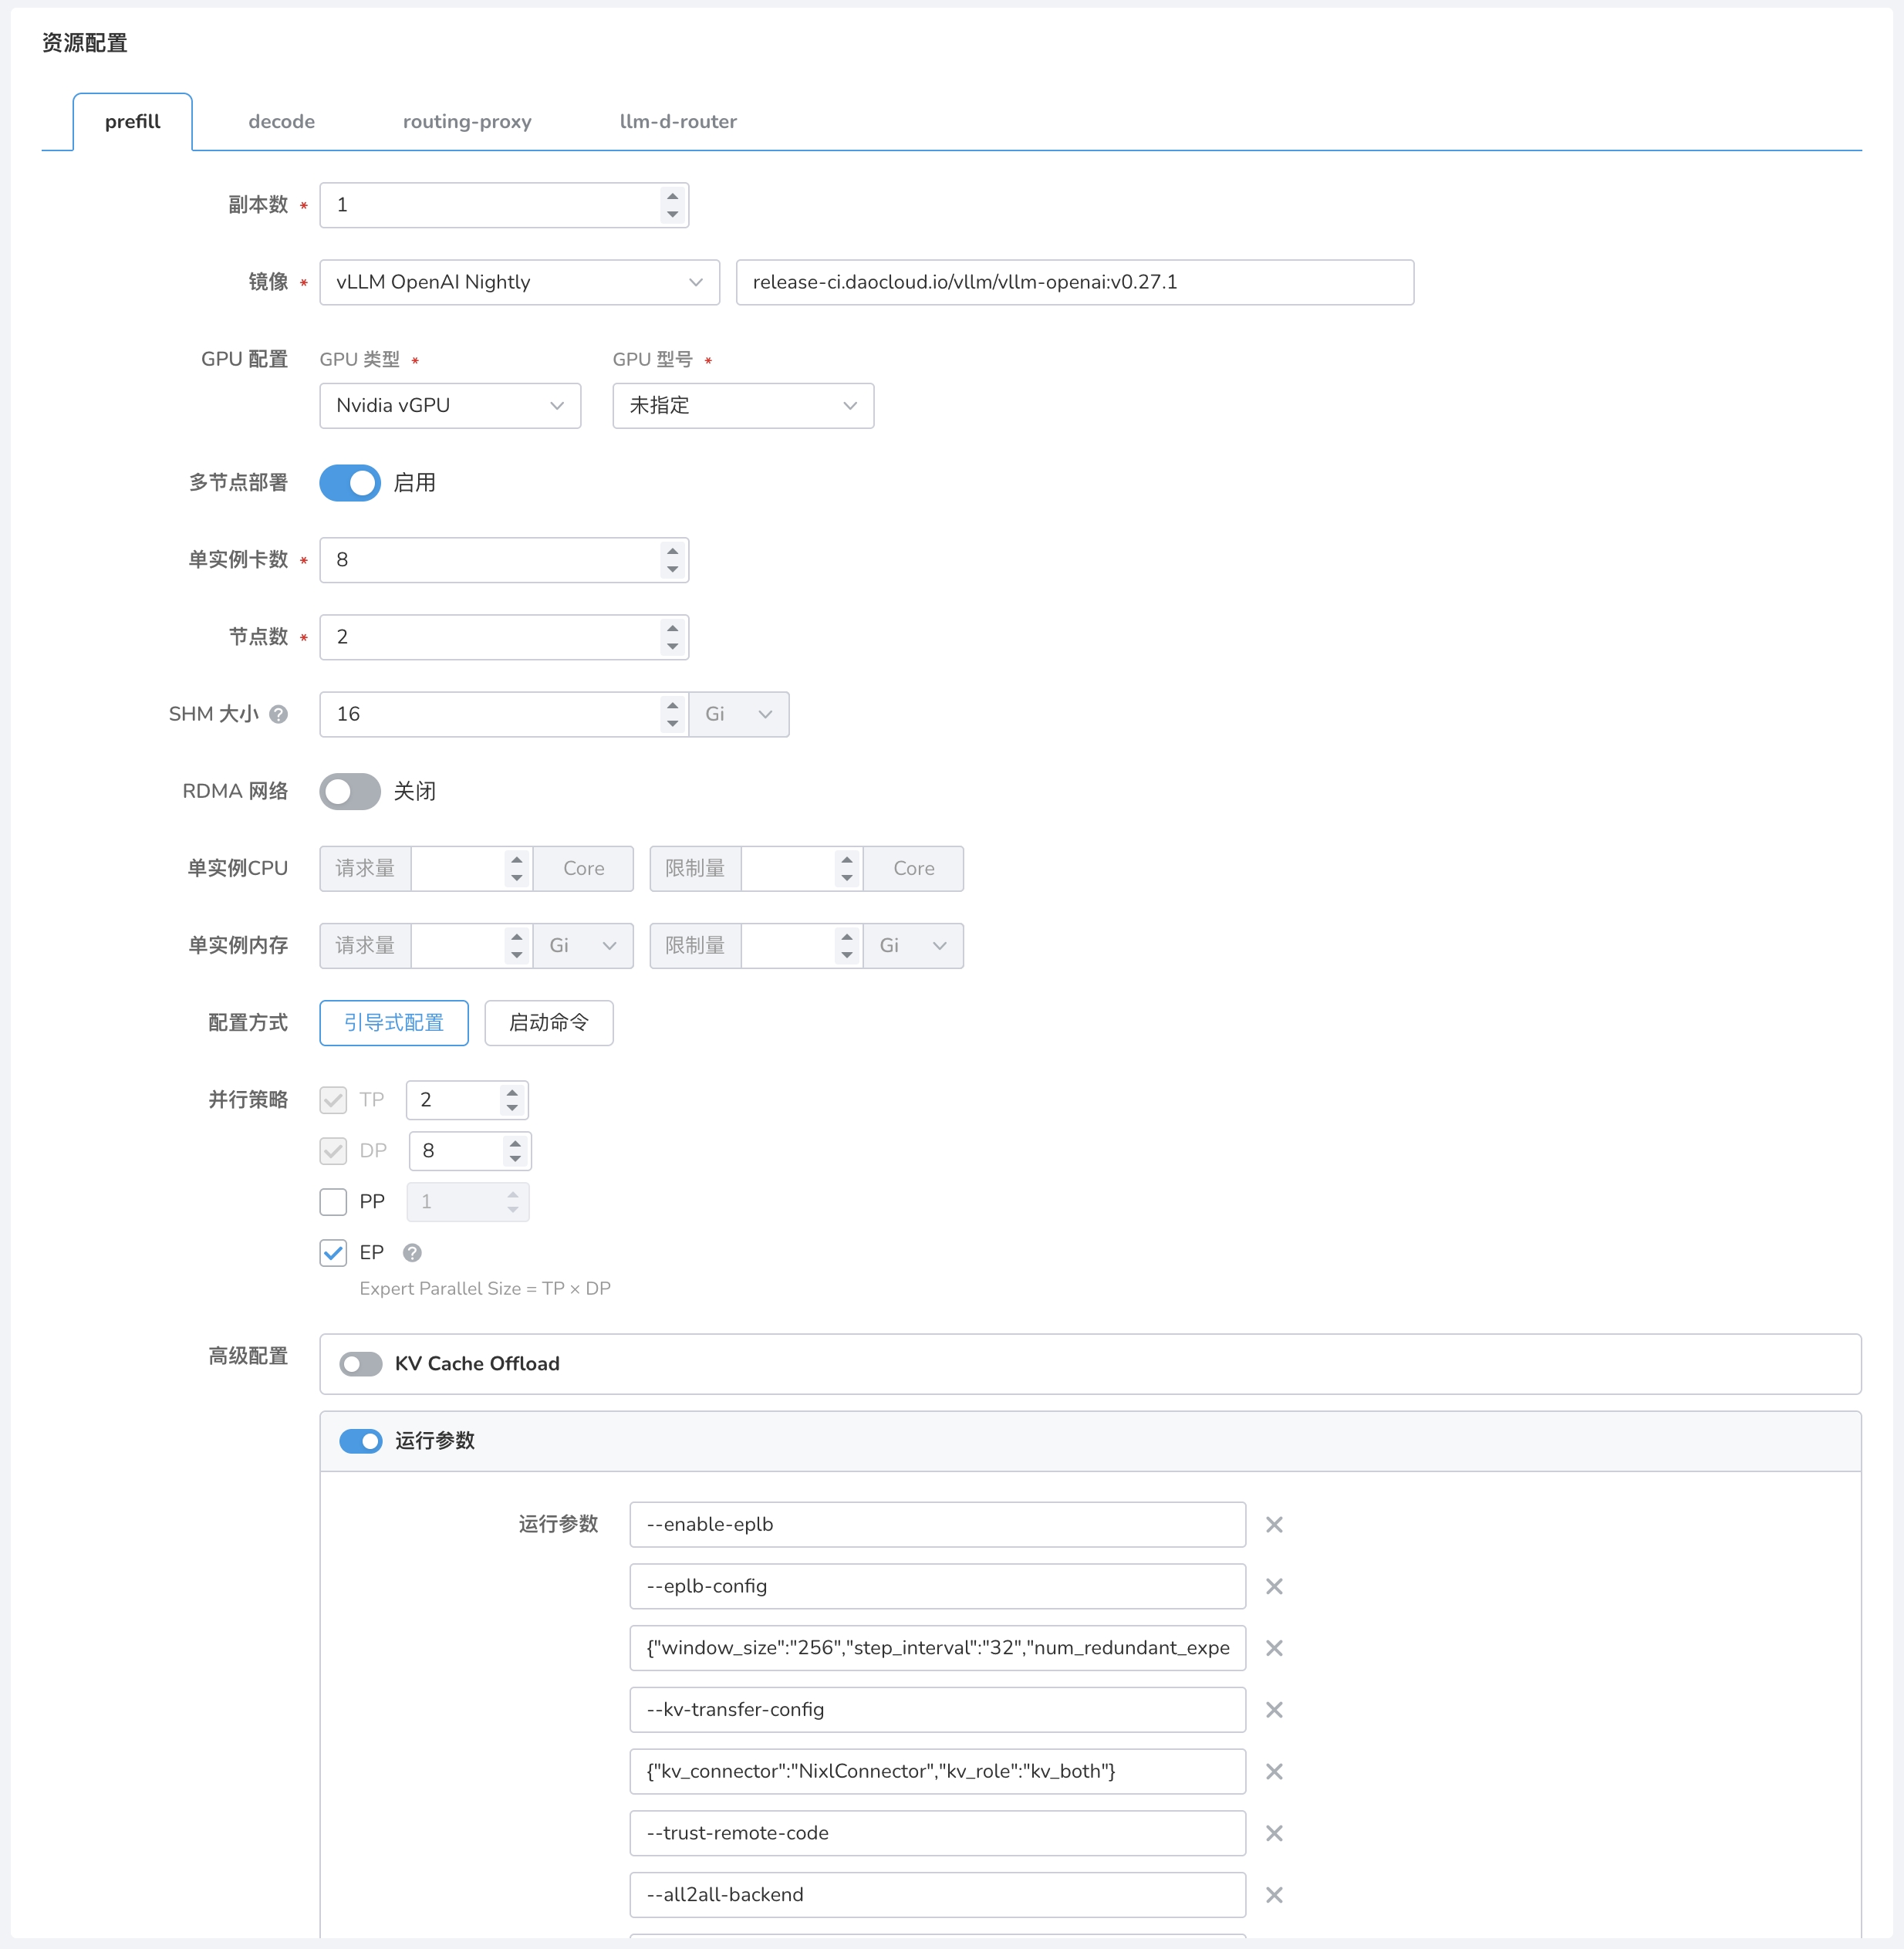 资源配置
prefill decode routing-proxy llm-d-router
副本数 * 1
镜像 * vLLM OpenAI Nightly release-ci.daocloud.io/vllm/vllm-openai:v0.27.1
GPU 配置 GPU 类型 * GPU 型号 *
Nvidia vGPU 未指定
多节点部署 启用
单实例卡数 * 8
节点数 * 2
SHM 大小 ? 16 Gi
RDMA 网络 关闭
单实例CPU 请求量 Core 限制量 Core
单实例内存 请求量 Gi 限制量 Gi
配置方式 引导式配置 启动命令
并行策略 TP 2
DP 8
PP 1
EP ?
Expert Parallel Size = TP × DP
高级配置 KV Cache Offload
运行参数
运行参数 --enable-eplb
--eplb-config
{"window_size":"256","step_interval":"32","num_redundant_expe
--kv-transfer-config
{"kv_connector":"NixlConnector","kv_role":"kv_both"}
--trust-remote-code
--all2all-backend